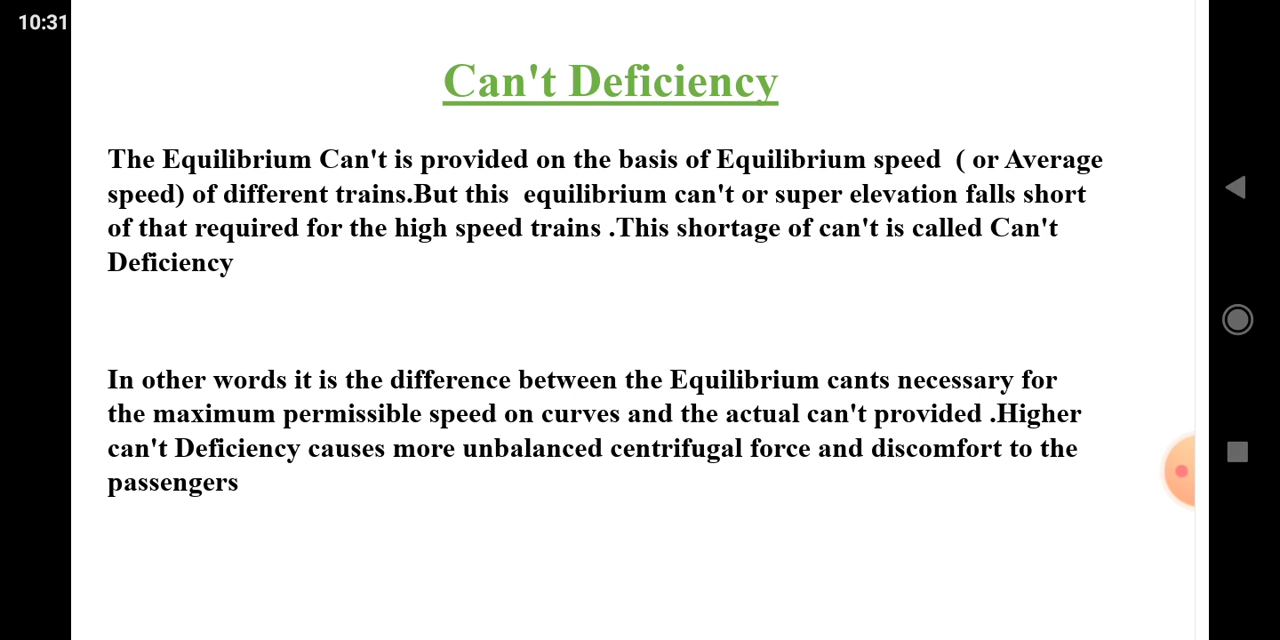 10:31
Can't Deficiency
The Equilibrium Can't is provided on the basis of Equilibrium speed  ( or Average
speed) of different trains.But this  equilibrium can't or super elevation falls short
of that required for the high speed trains .This shortage of can't is called Can't
Deficiency
In other words it is the difference between the Equilibrium cants necessary for
the maximum permissible speed on curves and the actual can't provided .Higher
can't Deficiency causes more unbalanced centrifugal force and discomfort to the
passengers